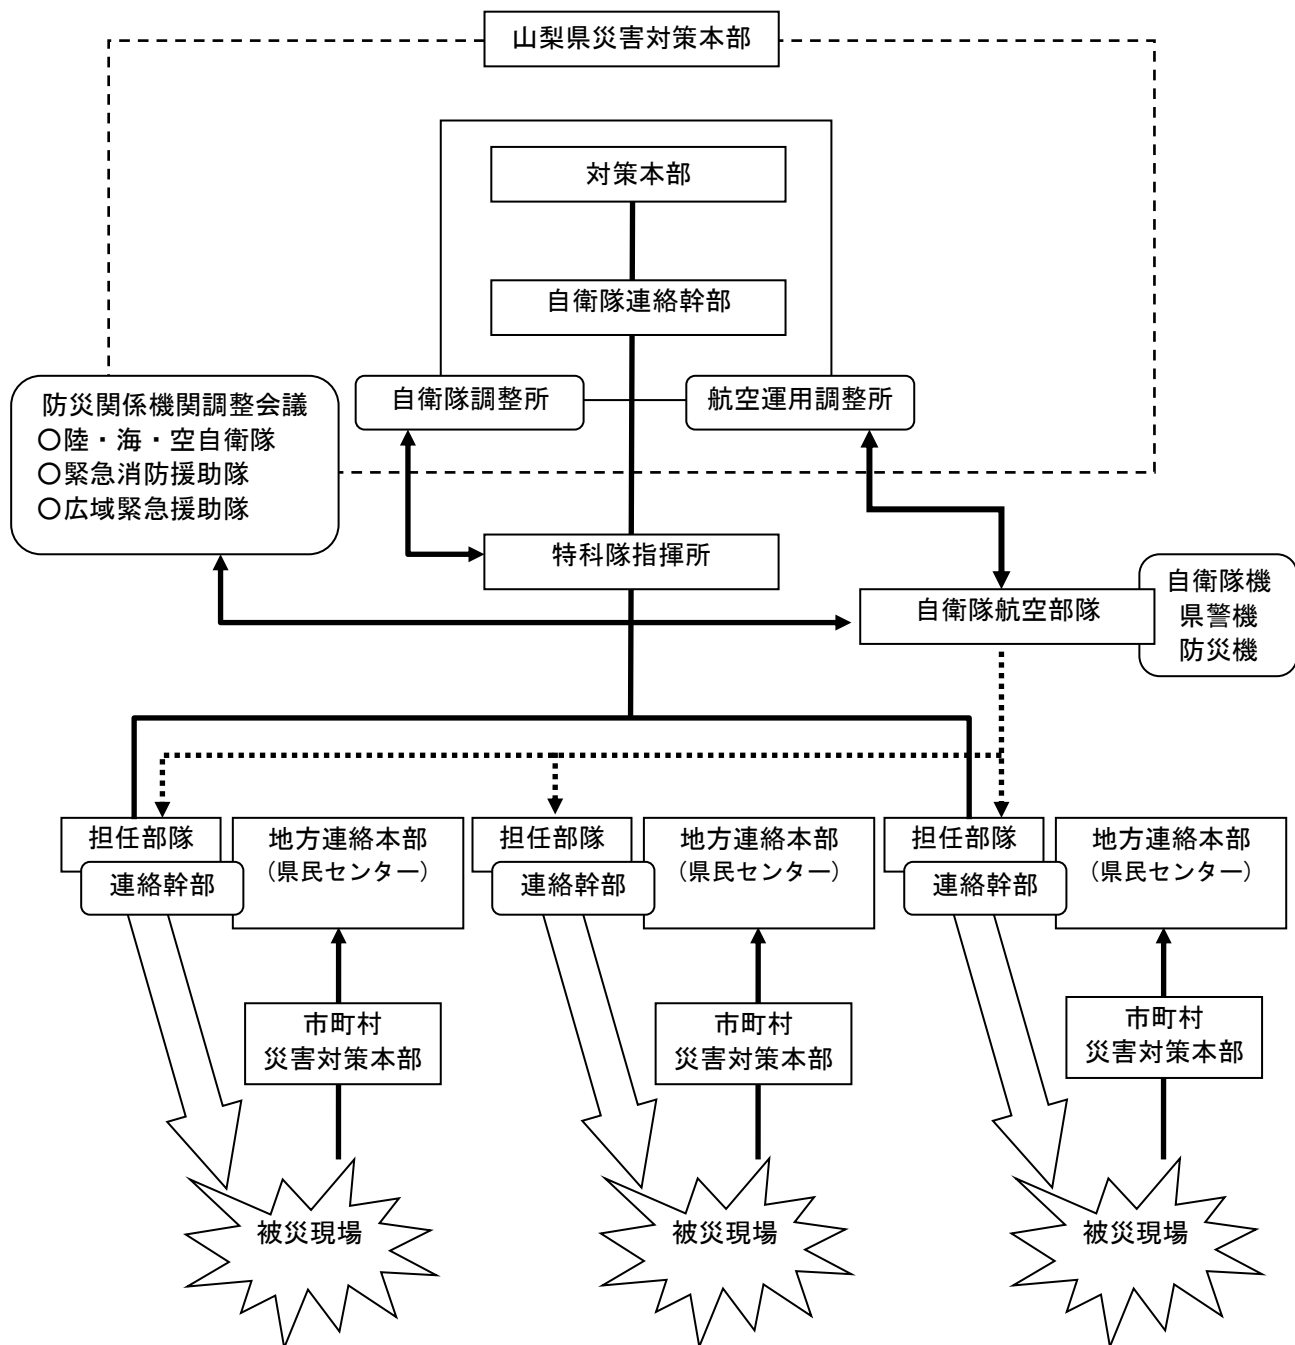 山梨県災害対策本部
対策本部
自衛隊連絡幹部
自衛隊調整所
航空運用調整所
防災関係機関調整会議
○陸・海・空自衛隊
○緊急消防援助隊
○広域緊急援助隊
特科隊指揮所
自衛隊航空部隊
自衛隊機
県警機
防災機
担任部隊
連絡幹部
地方連絡本部
（県民センター）
担任部隊
連絡幹部
地方連絡本部
（県民センター）
担任部隊
連絡幹部
地方連絡本部
（県民センター）
市町村
災害対策本部
市町村
災害対策本部
市町村
災害対策本部
被災現場
被災現場
被災現場